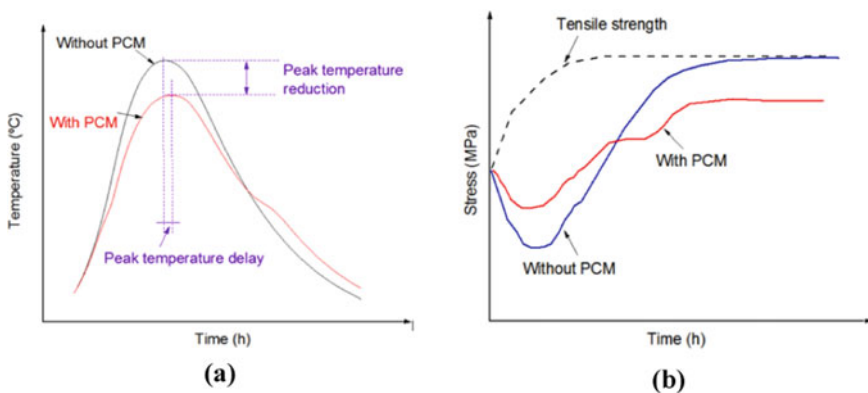 Without PCM
Peak temperature
reduction
With PCM
Peak temperature delay
Temperature (ºC)
Time (h)
(a)
Tensile strength
With PCM
Without PCM
Stress (MPa)
Time (h)
(b)